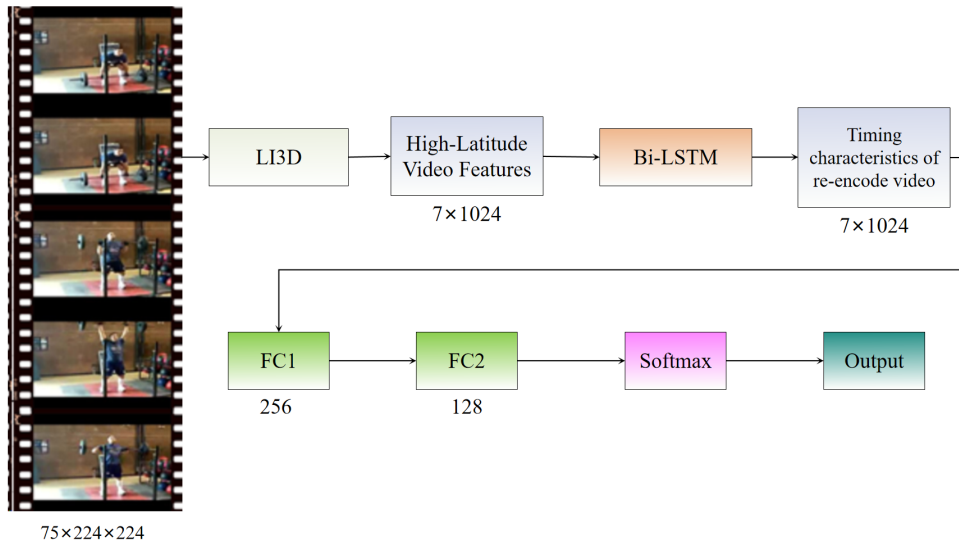 LI3D
High-Latitude
Video Features
7×1024
Bi-LSTM
Timing
characteristics of
re-encode video
7×1024
FC1
256
FC2
128
Softmax
Output
75×224×224